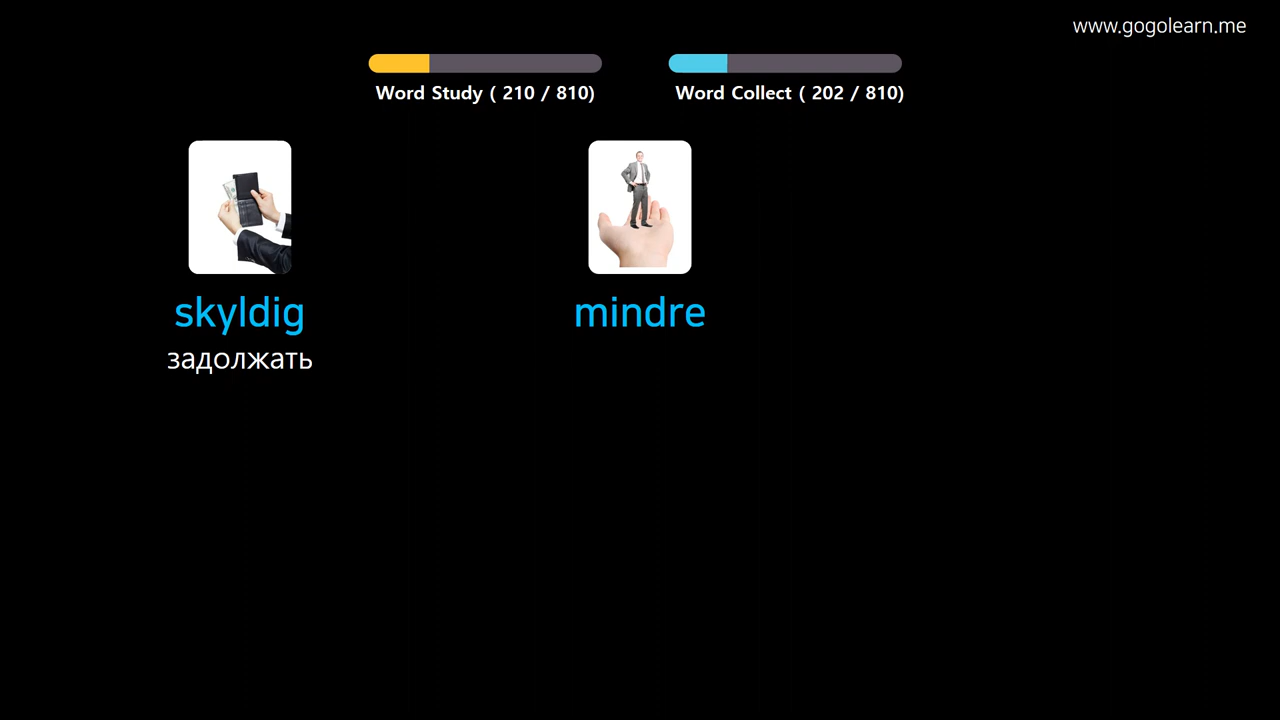 www.gogolearn.me
Word Study ( 210 / 810)
Word Collect ( 202 / 810)
skyldig
mindre
задолжать